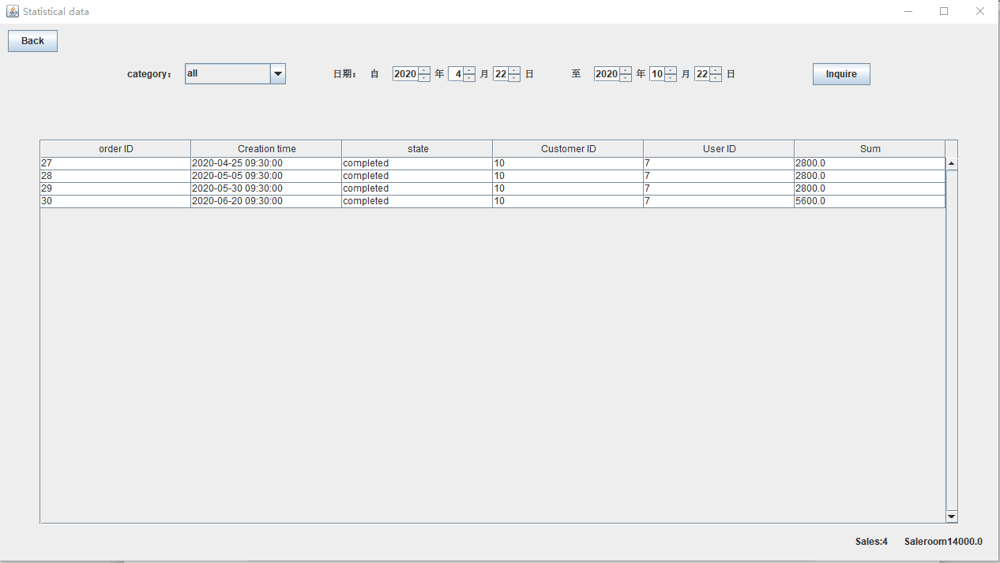 Statistical data
Back
category： all 日期： 自 2020 年 4 月 22 日 至 2020 年 10 月 22 日 Inquire
order ID Creation time state Customer ID User ID Sum
27 2020-04-25 09:30:00 completed 10 7 2800.0
28 2020-05-05 09:30:00 completed 10 7 2800.0
29 2020-05-30 09:30:00 completed 10 7 2800.0
30 2020-06-20 09:30:00 completed 10 7 5600.0
Sales:4 Saleroom14000.0